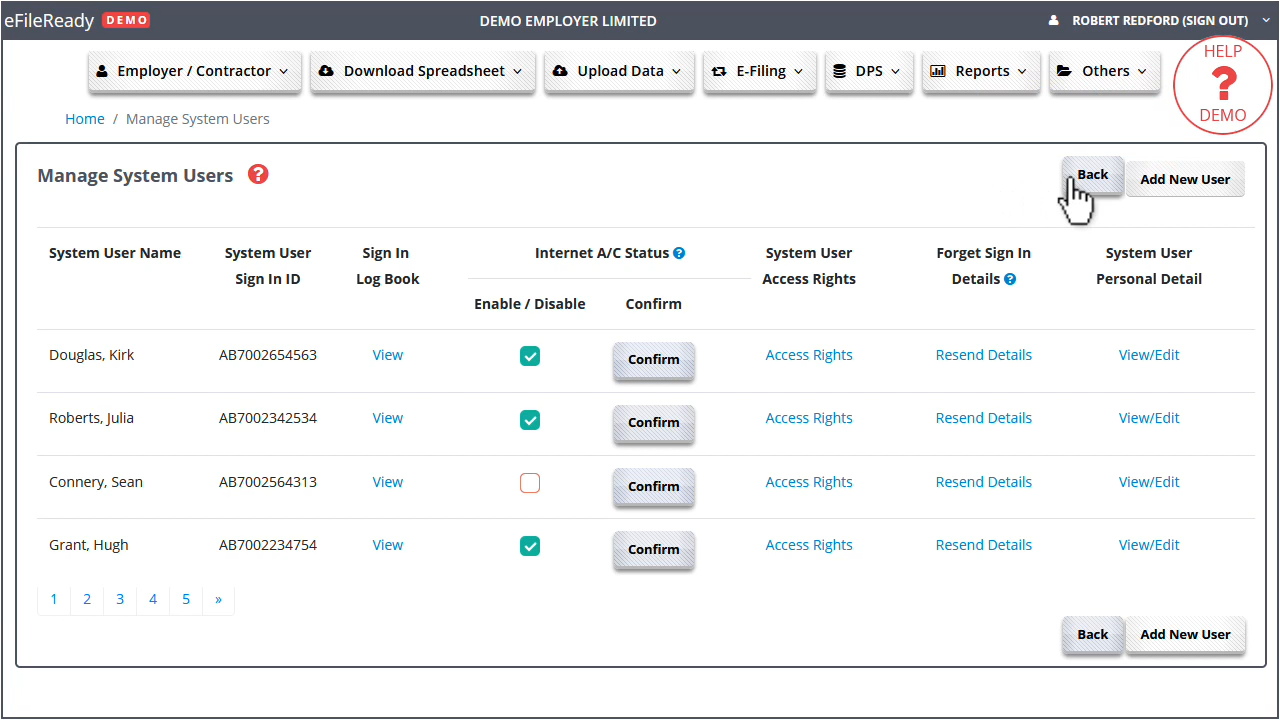 eFileReady DEMO
DEMO EMPLOYER LIMITED
ROBERT REDFORD (SIGN OUT)
Employer / Contractor
Download Spreadsheet
Upload Data
E-Filing
DPS
Reports
Others
HELP
?
DEMO
Home / Manage System Users
Manage System Users ?
Back
Add New User
System User Name
System User
Sign In ID
Sign In
Log Book
Internet A/C Status ?
Enable / Disable
Confirm
System User
Access Rights
Forget Sign In
Details ?
System User
Personal Detail
Douglas, Kirk AB7002654563 View Confirm Access Rights Resend Details View/Edit
Roberts, Julia AB7002342534 View Confirm Access Rights Resend Details View/Edit
Connery, Sean AB7002564313 View Confirm Access Rights Resend Details View/Edit
Grant, Hugh AB7002234754 View Confirm Access Rights Resend Details View/Edit
1 2 3 4 5 »
Back
Add New User